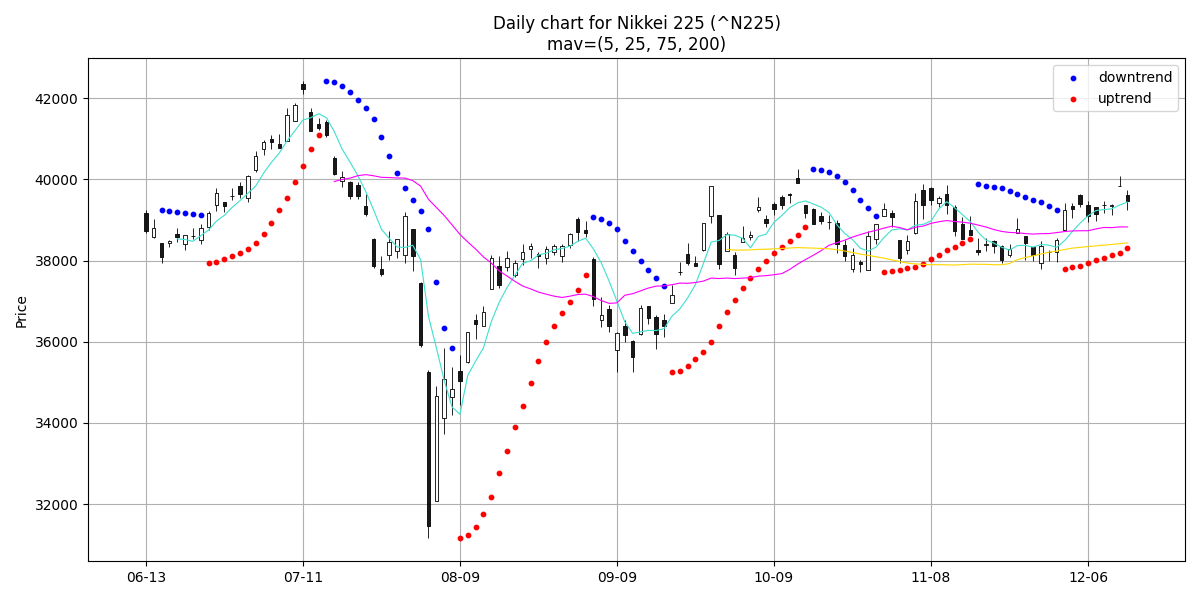 Daily chart for Nikkei 225 (^N225)
mav=(5, 25, 75, 200)
downtrend
uptrend
Price
42000
40000
38000
36000
34000
32000
06-13
07-11
08-09
09-09
10-09
11-08
12-06